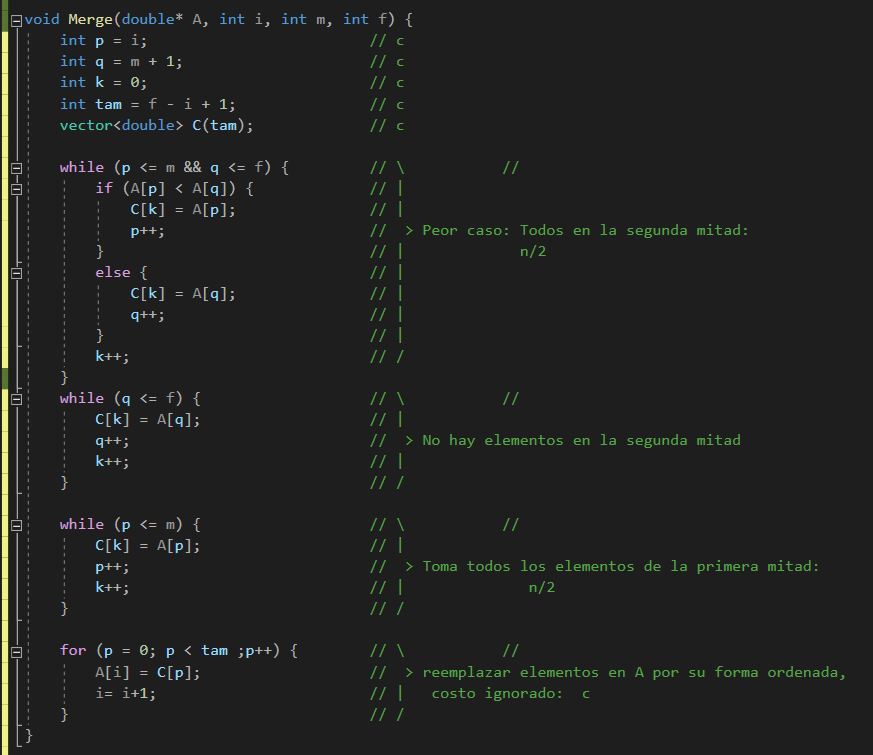 void Merge(double* A, int i, int m, int f) {
    int p = i;                         // c
    int q = m + 1;                     // c
    int k = 0;                         // c
    int tam = f - i + 1;               // c
    vector<double> C(tam);             // c
    while (p <= m && q <= f) {         // \           //
        if (A[p] < A[q]) {             // |
            C[k] = A[p];               // |
            p++;                       //  > Peor caso: Todos en la segunda mitad:
        }                              // |             n/2
        else {                         // |
            C[k] = A[q];               // |
            q++;                       // |
        }                              // |
        k++;                           // /
    }
    while (q <= f) {                   // \           //
        C[k] = A[q];                   // |
        q++;                           //  > No hay elementos en la segunda mitad
        k++;                           // |
    }                                  // /
    while (p <= m) {                   // \           //
        C[k] = A[p];                   // |
        p++;                           //  > Toma todos los elementos de la primera mitad:
        k++;                           // |              n/2
    }                                  // /
    for (p = 0; p < tam ;p++) {        // \           //
        A[i] = C[p];                   //  > reemplazar elementos en A por su forma ordenada,
        i= i+1;                        // |   costo ignorado:  c
    }                                  // /
}